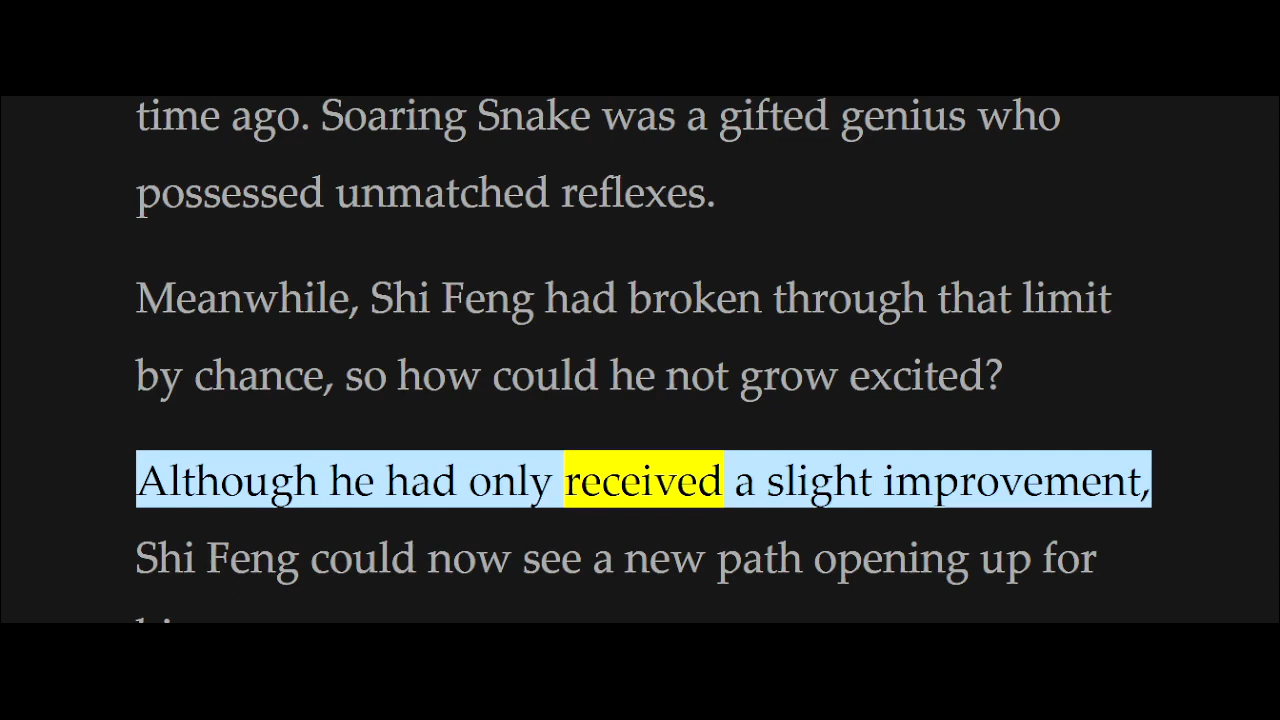 time ago. Soaring Snake was a gifted genius who
possessed unmatched reflexes.
Meanwhile, Shi Feng had broken through that limit
by chance, so how could he not grow excited?
Although he had only received a slight improvement,
Shi Feng could now see a new path opening up for